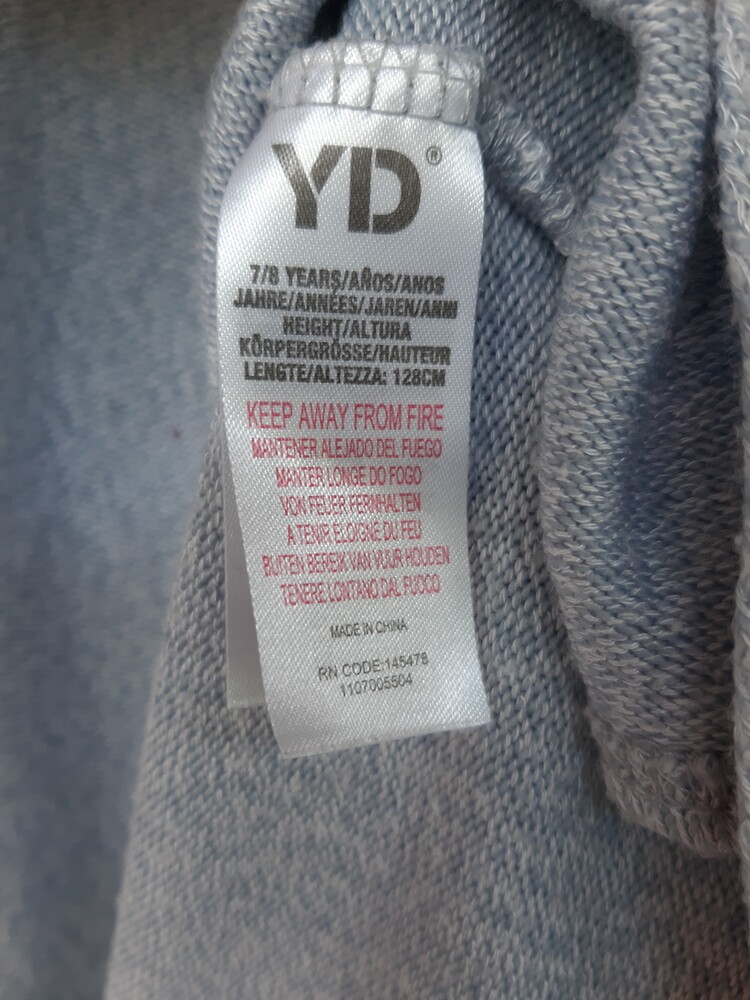 YD®
7/8 YEARS/AÑOS/ANOS
JAHRE/ANNÉES/JAREN/ANNI
HEIGHT/ALTURA
KÖRPERGRÖSSE/HAUTEUR
LENGTE/ALTEZZA: 128CM
KEEP AWAY FROM FIRE
MANTENER ALEJADO DEL FUEGO
MANTER LONGE DO FOGO
VON FEUER FERNHALTEN
A TENIR ELOIGNE DU FEU
BUITEN BEREIK VAN VUUR HOUDEN
TENERE LONTANO DAL FUOCO
MADE IN CHINA
RN CODE:145478
1107005504